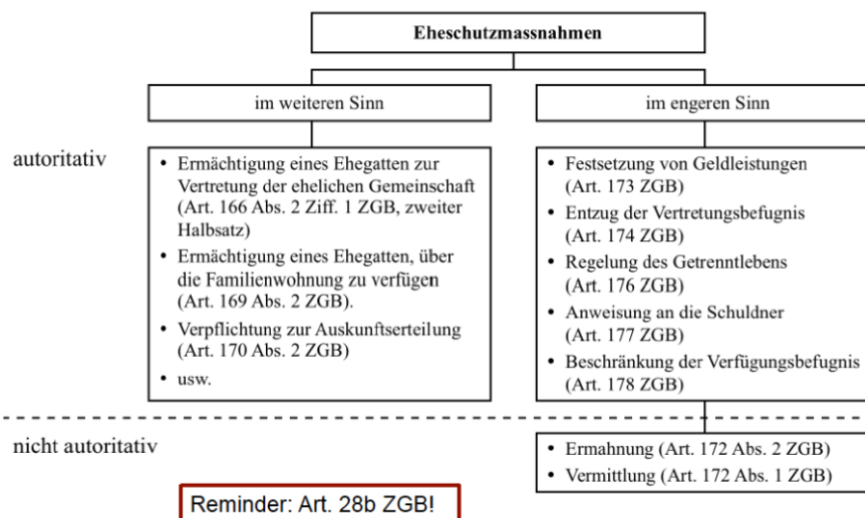 Eheschutzmassnahmen
im weiteren Sinn
im engeren Sinn
autoritativ
• Ermächtigung eines Ehegatten zur
Vertretung der ehelichen Gemeinschaft
(Art. 166 Abs. 2 Ziff. 1 ZGB, zweiter
Halbsatz)
• Ermächtigung eines Ehegatten, über
die Familienwohnung zu verfügen
(Art. 169 Abs. 2 ZGB).
• Verpflichtung zur Auskunftserteilung
(Art. 170 Abs. 2 ZGB)
• usw.
• Festsetzung von Geldleistungen
(Art. 173 ZGB)
• Entzug der Vertretungsbefugnis
(Art. 174 ZGB)
• Regelung des Getrenntlebens
(Art. 176 ZGB)
• Anweisung an die Schuldner
(Art. 177 ZGB)
• Beschränkung der Verfügungsbefugnis
(Art. 178 ZGB)
nicht autoritativ
• Ermahnung (Art. 172 Abs. 2 ZGB)
• Vermittlung (Art. 172 Abs. 1 ZGB)
Reminder: Art. 28b ZGB!